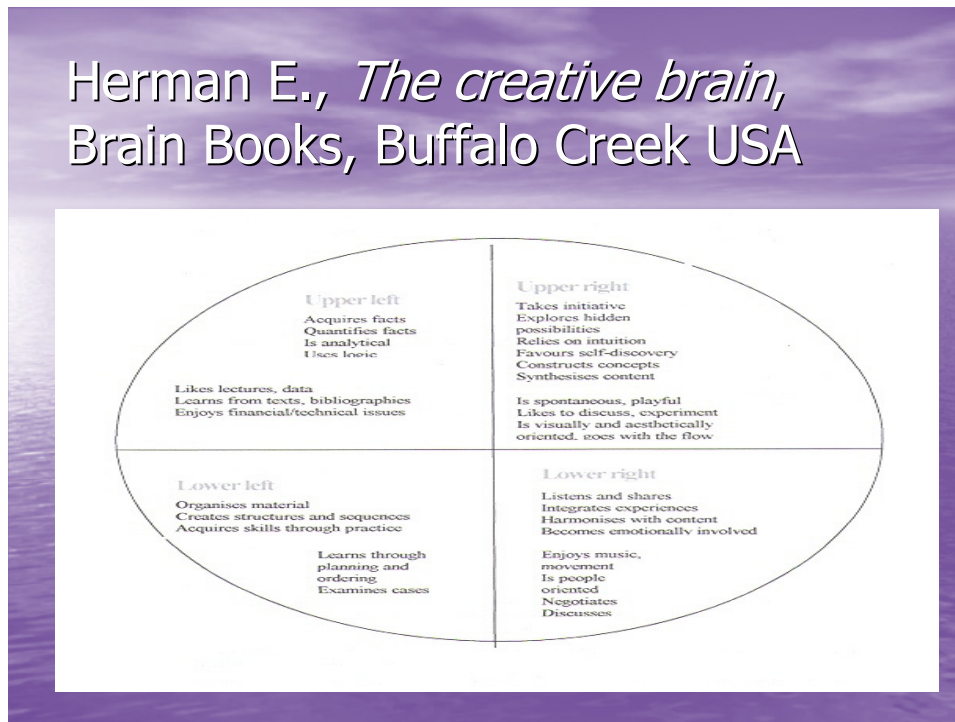 Herman E., The creative brain,
Brain Books, Buffalo Creek USA
Upper left
Acquires facts
Quantifies facts
Is analytical
Uses logic
Likes lectures, data
Learns from texts, bibliographies
Enjoys financial/technical issues
Upper right
Takes initiative
Explores hidden
possibilities
Relies on intuition
Favours self-discovery
Constructs concepts
Synthesises content
Is spontaneous, playful
Likes to discuss, experiment
Is visually and aesthetically
oriented, goes with the flow
Lower left
Organises material
Creates structures and sequences
Acquires skills through practice
Learns through
planning and
ordering
Examines cases
Lower right
Listens and shares
Integrates experiences
Harmonises with content
Becomes emotionally involved
Enjoys music,
movement
Is people
oriented
Negotiates
Discusses